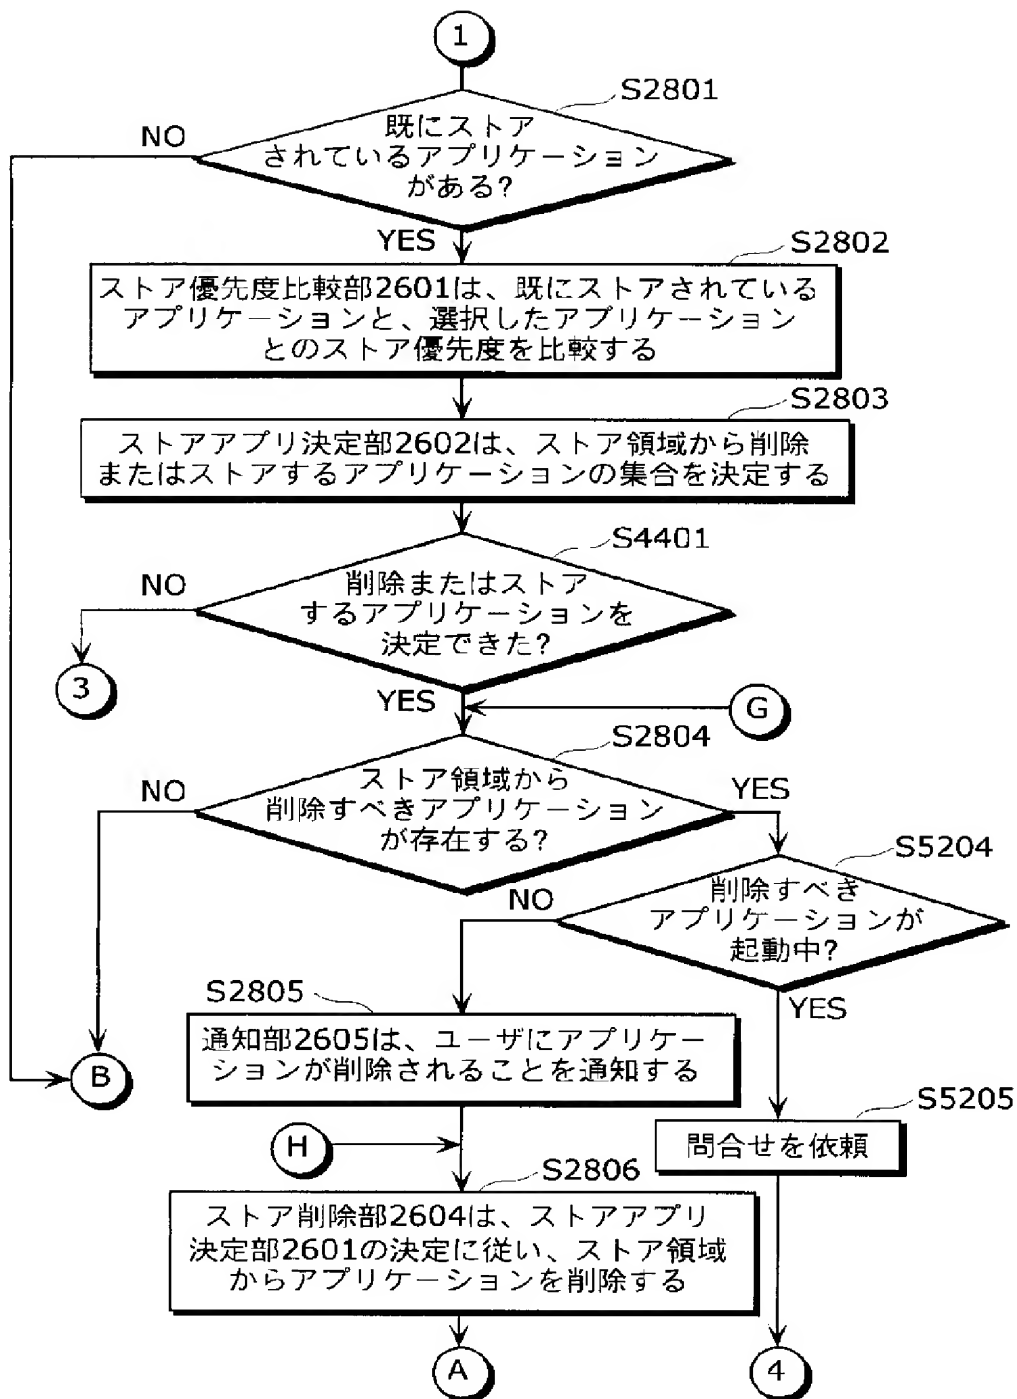 1
S2801
既にストア
されているアプリケーション
がある?
NO
YES
S2802
ストア優先度比較部2601は、既にストアされている
アプリケーションと、選択したアプリケーション
とのストア優先度を比較する
S2803
ストアアプリ決定部2602は、ストア領域から削除
またはストアするアプリケーションの集合を決定する
S4401
削除またはストア
するアプリケーションを
決定できた?
NO
3
YES
G
S2804
ストア領域から
削除すべきアプリケーション
が存在する?
NO
YES
S5204
削除すべき
アプリケーションが
起動中?
NO
YES
S2805
通知部2605は、ユーザにアプリケー
ションが削除されることを通知する
B
S5205
問合せを依頼
H
S2806
ストア削除部2604は、ストアアプリ
決定部2601の決定に従い、ストア領域
からアプリケーションを削除する
A
4